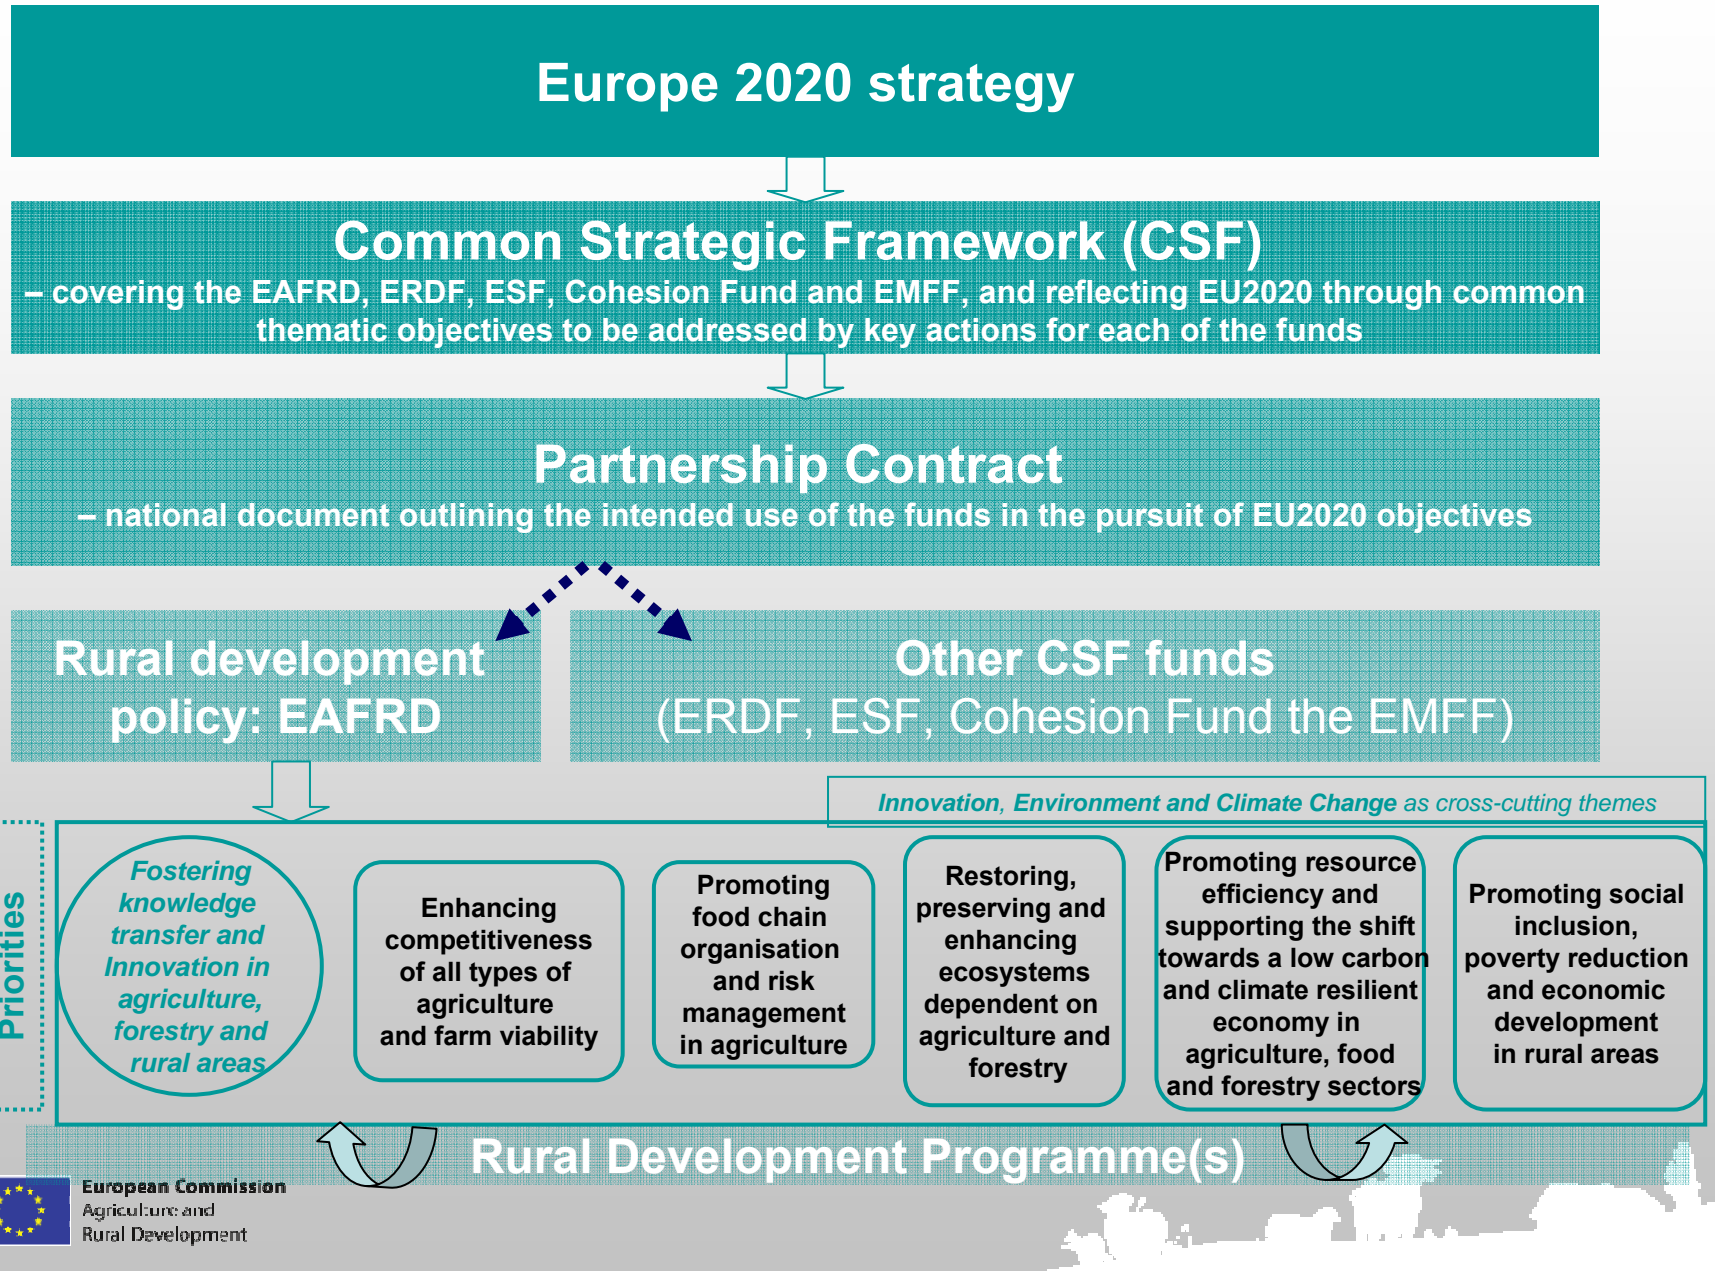 Europe 2020 strategy
Common Strategic Framework (CSF)
– covering the EAFRD, ERDF, ESF, Cohesion Fund and EMFF, and reflecting EU2020 through common
thematic objectives to be addressed by key actions for each of the funds
Partnership Contract
– national document outlining the intended use of the funds in the pursuit of EU2020 objectives
Rural development
policy: EAFRD
Other CSF funds
(ERDF, ESF, Cohesion Fund the EMFF)
Innovation, Environment and Climate Change as cross-cutting themes
Priorities
Fostering
knowledge
transfer and
Innovation in
agriculture,
forestry and
rural areas
Enhancing
competitiveness
of all types of
agriculture
and farm viability
Promoting
food chain
organisation
and risk
management
in agriculture
Restoring,
preserving and
enhancing
ecosystems
dependent on
agriculture and
forestry
Promoting resource
efficiency and
supporting the shift
towards a low carbon
and climate resilient
economy in
agriculture, food
and forestry sectors
Promoting social
inclusion,
poverty reduction
and economic
development
in rural areas
Rural Development Programme(s)
European Commission
Agriculture and
Rural Development